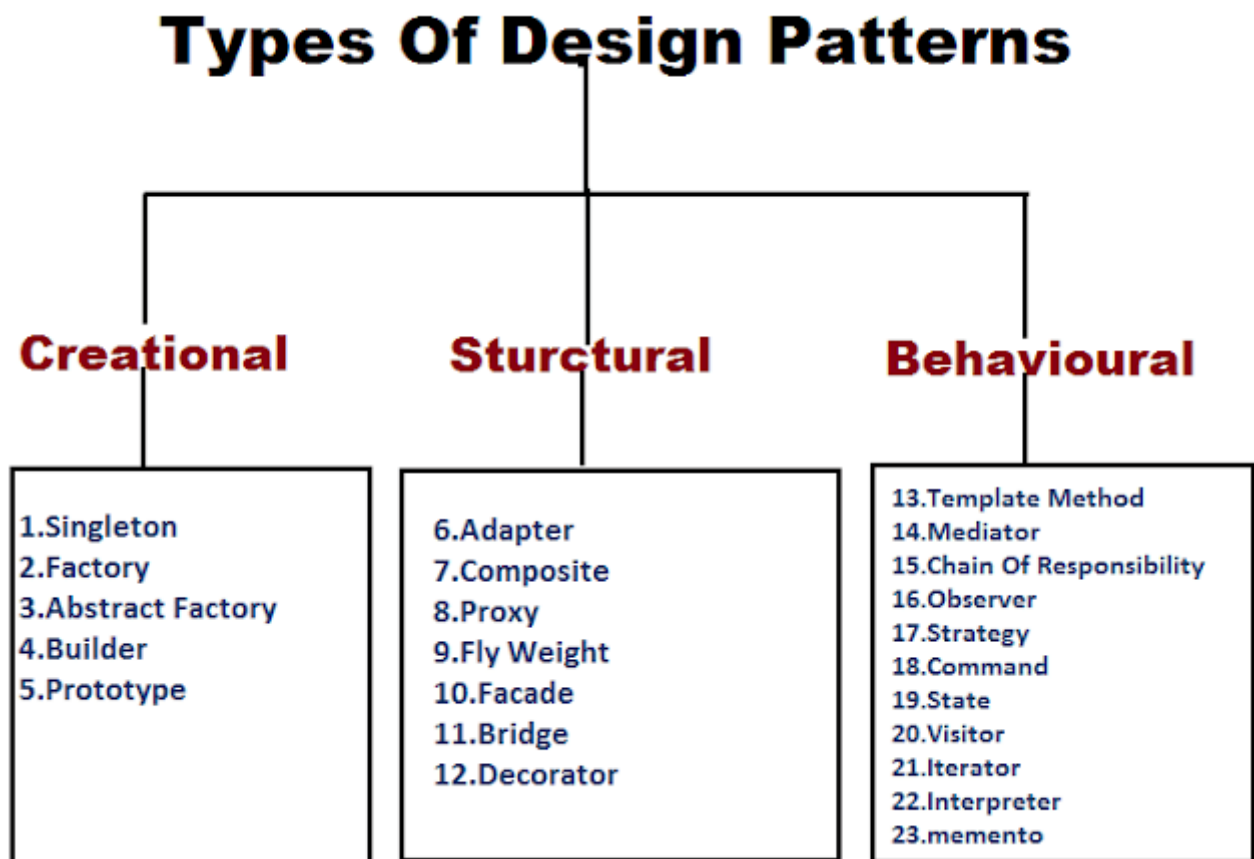 Types Of Design Patterns
Creational
Sturctural
Behavioural
1.Singleton
2.Factory
3.Abstract Factory
4.Builder
5.Prototype
6.Adapter
7.Composite
8.Proxy
9.Fly Weight
10.Facade
11.Bridge
12.Decorator
13.Template Method
14.Mediator
15.Chain Of Responsibility
16.Observer
17.Strategy
18.Command
19.State
20.Visitor
21.Iterator
22.Interpreter
23.memento